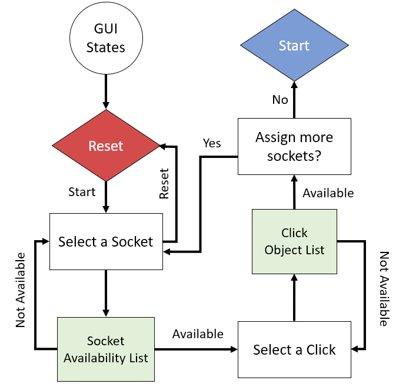 GUI
States
Start
Reset
No
Yes
Assign more
sockets?
Start
Reset
Available
Select a Socket
Click
Object List
Not Available
Not Available
Socket
Availability List
Available
Select a Click